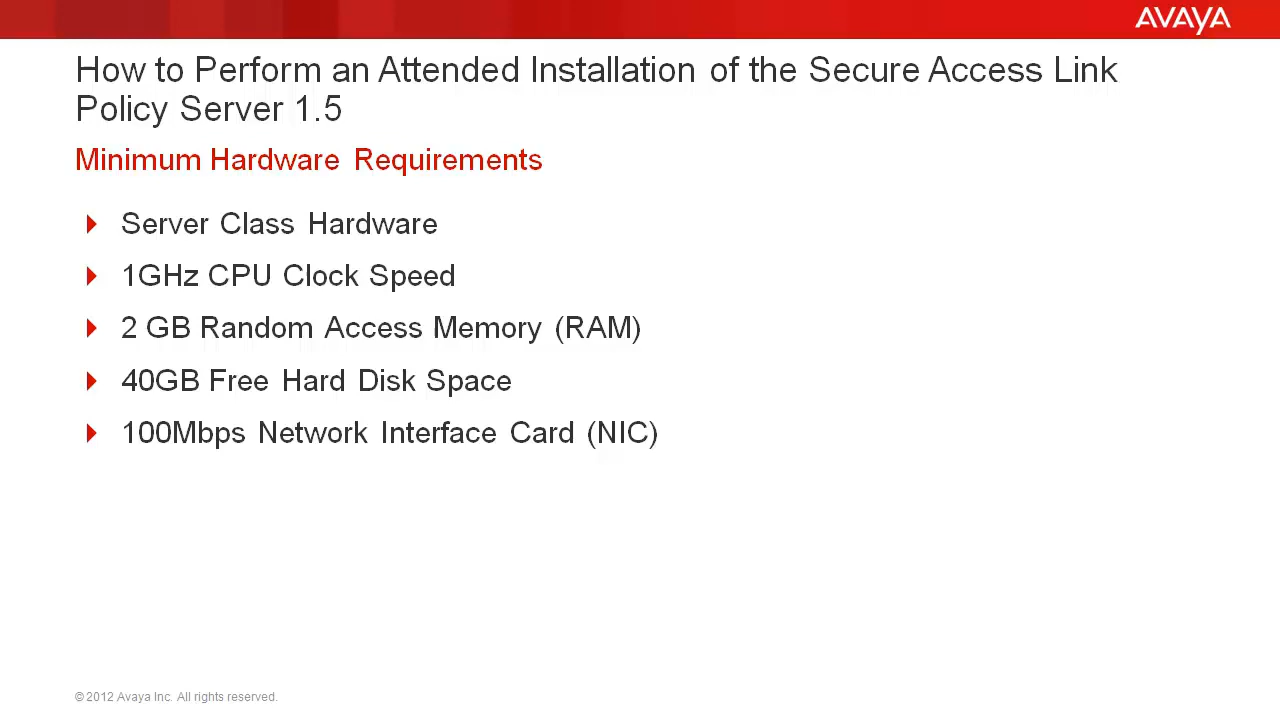 AVAYA
How to Perform an Attended Installation of the Secure Access Link
Policy Server 1.5
Minimum Hardware Requirements
Server Class Hardware
1GHz CPU Clock Speed
2 GB Random Access Memory (RAM)
40GB Free Hard Disk Space
100Mbps Network Interface Card (NIC)
© 2012 Avaya Inc. All rights reserved.